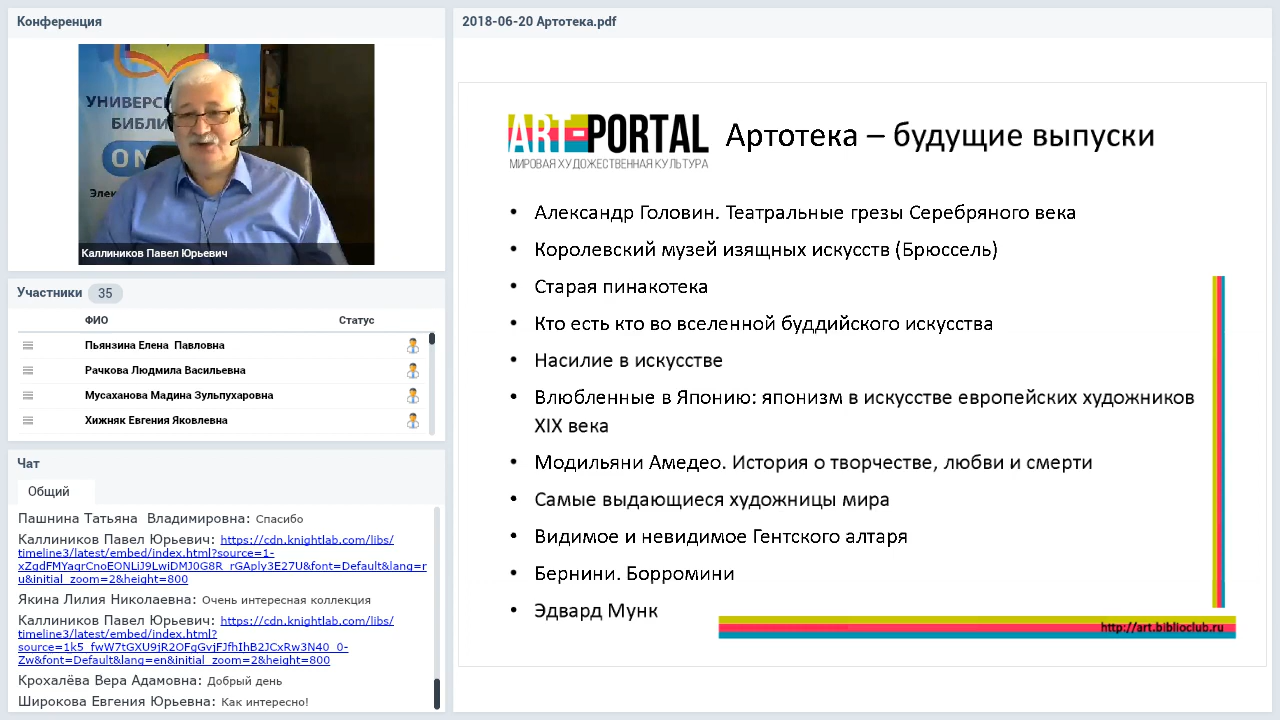 Конференция
УНИВЕРС
БИБЛИ
ON
Элек
Каллиников Павел Юрьевич
Участники 35
ФИО Статус
Пьянзина Елена Павловна
Рачкова Людмила Васильевна
Мусаханова Мадина Зульпухаровна
Хижняк Евгения Яковлевна
Чат
Общий
Пашнина Татьяна Владимировна: Спасибо
Каллиников Павел Юрьевич: https://cdn.knightlab.com/libs/
timeline3/latest/embed/index.html?source=1-
xZgdFMYaqrCnoEONLiJ9LwiDMJ0G8R_rGAply3E27U&font=Default&lang=r
u&initial_zoom=2&height=800
Якина Лилия Николаевна: Очень интересная коллекция
Каллиников Павел Юрьевич: https://cdn.knightlab.com/libs/
timeline3/latest/embed/index.html?
source=1k5_fwW7tGXU9jR2OFqGvjFJfhIhB2JCxRw3N40_0-
Zw&font=Default&lang=en&initial_zoom=2&height=800
Крохалёва Вера Адамовна: Добрый день
Широкова Евгения Юрьевна: Как интересно!
2018-06-20 Артотека.pdf
ART-PORTAL
МИРОВАЯ ХУДОЖЕСТВЕННАЯ КУЛЬТУРА
Артотека – будущие выпуски
• Александр Головин. Театральные грезы Серебряного века
• Королевский музей изящных искусств (Брюссель)
• Старая пинакотека
• Кто есть кто во вселенной буддийского искусства
• Насилие в искусстве
• Влюбленные в Японию: японизм в искусстве европейских художников
XIX века
• Модильяни Амедео. История о творчестве, любви и смерти
• Самые выдающиеся художницы мира
• Видимое и невидимое Гентского алтаря
• Бернини. Борромини
• Эдвард Мунк
http://art.biblioclub.ru